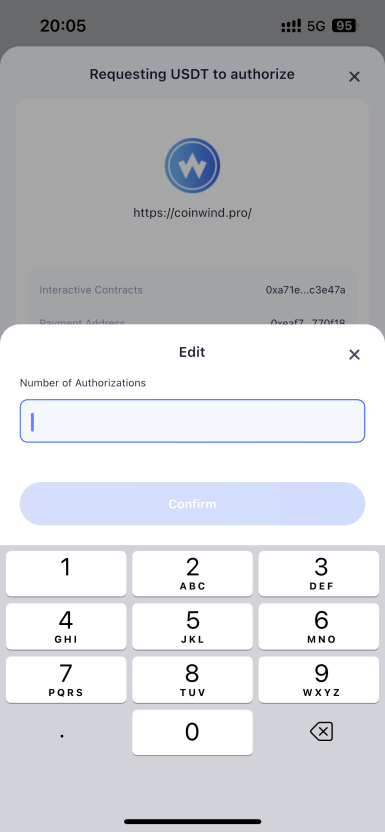 20:05 5G 95
Requesting USDT to authorize
https://coinwind.pro/
Interactive Contracts 0xa71e...c3e47a
Payment Address 0xeaf7...770f18
Edit
Number of Authorizations
Confirm
1 2 3
ABC DEF
4 5 6
GHI JKL MNO
7 8 9
PQRS TUV WXYZ
. 0